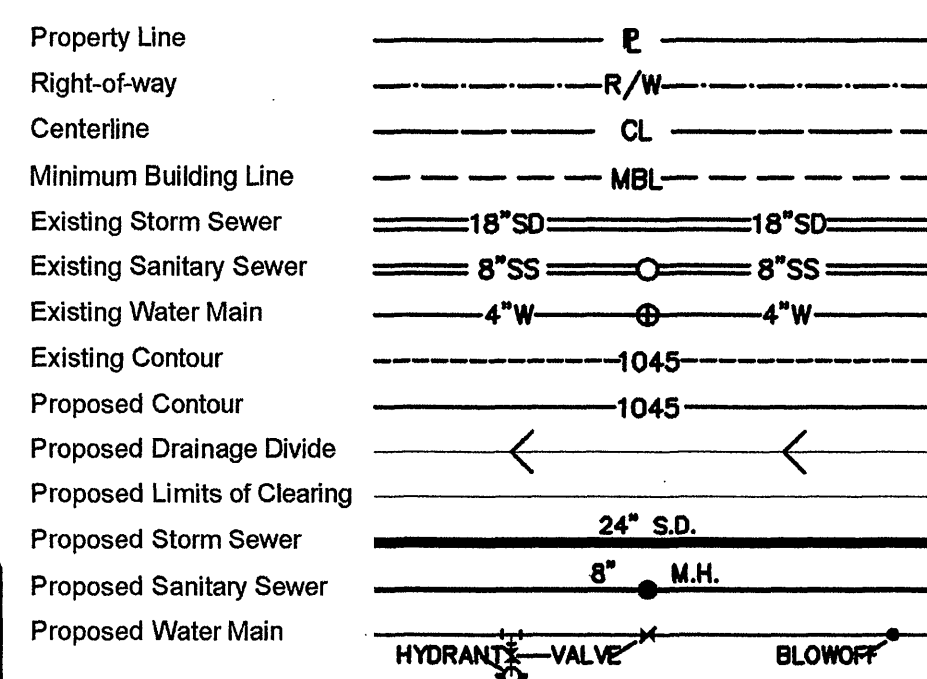 Property Line ℙL
Right-of-way R/W
Centerline CL
Minimum Building Line MBL
Existing Storm Sewer 18"SD 18"SD
Existing Sanitary Sewer 8"SS 8"SS
Existing Water Main 4"W 4"W
Existing Contour 1045
Proposed Contour 1045
Proposed Drainage Divide
Proposed Limits of Clearing
Proposed Storm Sewer 24" S.D.
Proposed Sanitary Sewer 8" M.H.
Proposed Water Main
HYDRANT VALVE BLOWOFF